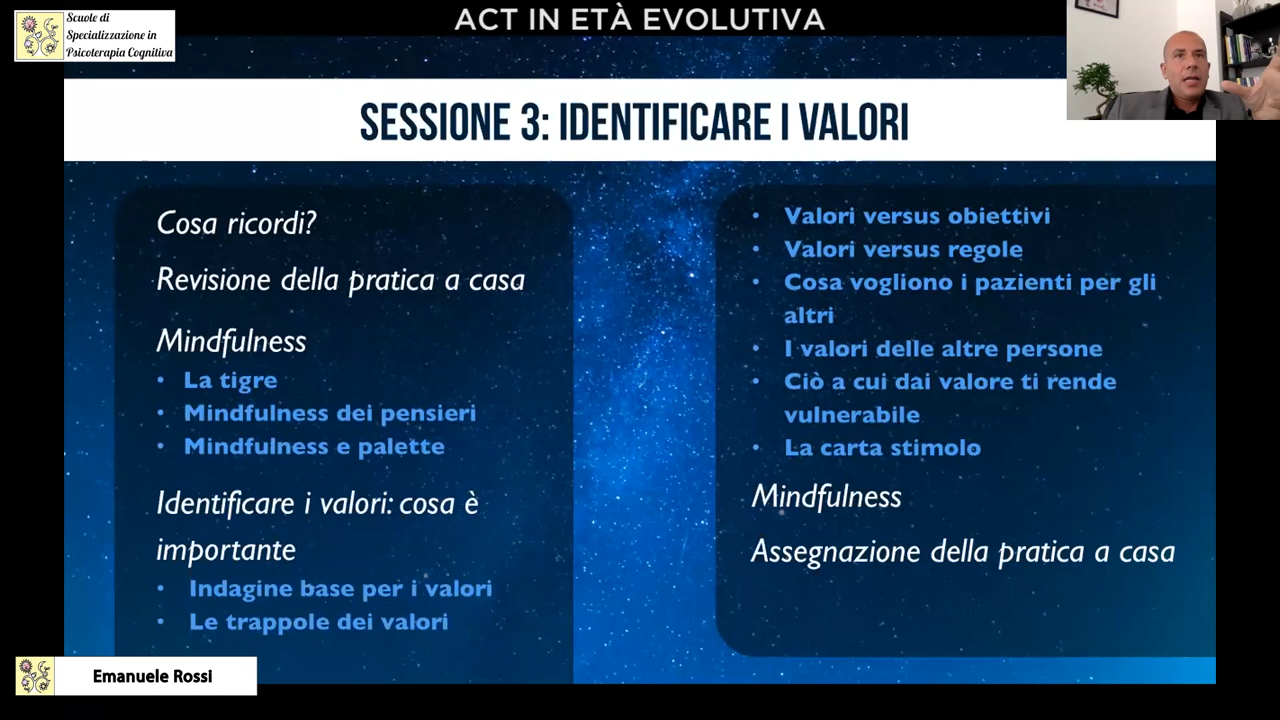 ACT IN ETÀ EVOLUTIVA
Scuole di
Specializzazione in
Psicoterapia Cognitiva
SESSIONE 3: IDENTIFICARE I VALORI
Cosa ricordi?
Revisione della pratica a casa
Mindfulness
• La tigre
• Mindfulness dei pensieri
• Mindfulness e palette
Identificare i valori: cosa è
importante
• Indagine base per i valori
• Le trappole dei valori
• Valori versus obiettivi
• Valori versus regole
• Cosa vogliono i pazienti per gli
altri
• I valori delle altre persone
• Ciò a cui dai valore ti rende
vulnerabile
• La carta stimolo
Mindfulness
Assegnazione della pratica a casa
Emanuele Rossi